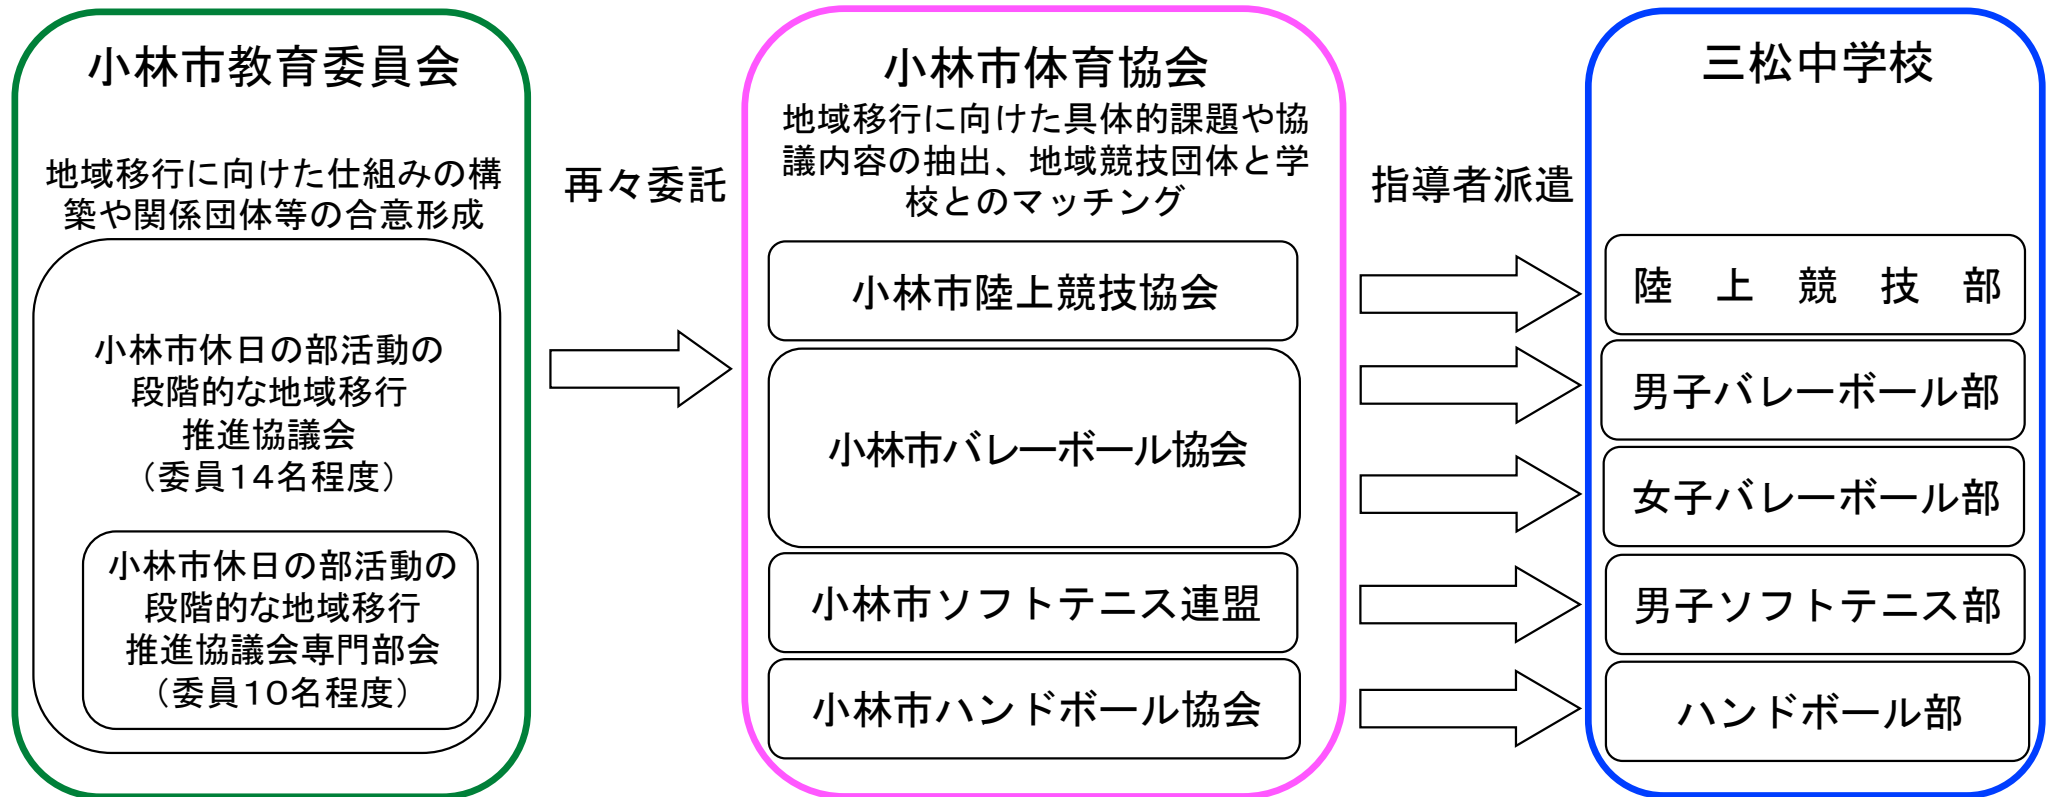 小林市教育委員会
地域移行に向けた仕組みの構
築や関係団体等の合意形成
小林市休日の部活動の
段階的な地域移行
推進協議会
（委員14名程度）
小林市休日の部活動の
段階的な地域移行
推進協議会専門部会
（委員10名程度）
再々委託
小林市体育協会
地域移行に向けた具体的課題や協
議内容の抽出、地域競技団体と学
校とのマッチング
小林市陸上競技協会
小林市バレーボール協会
小林市ソフトテニス連盟
小林市ハンドボール協会
指導者派遣
三松中学校
陸　上　競　技　部
男子バレーボール部
女子バレーボール部
男子ソフトテニス部
ハンドボール部